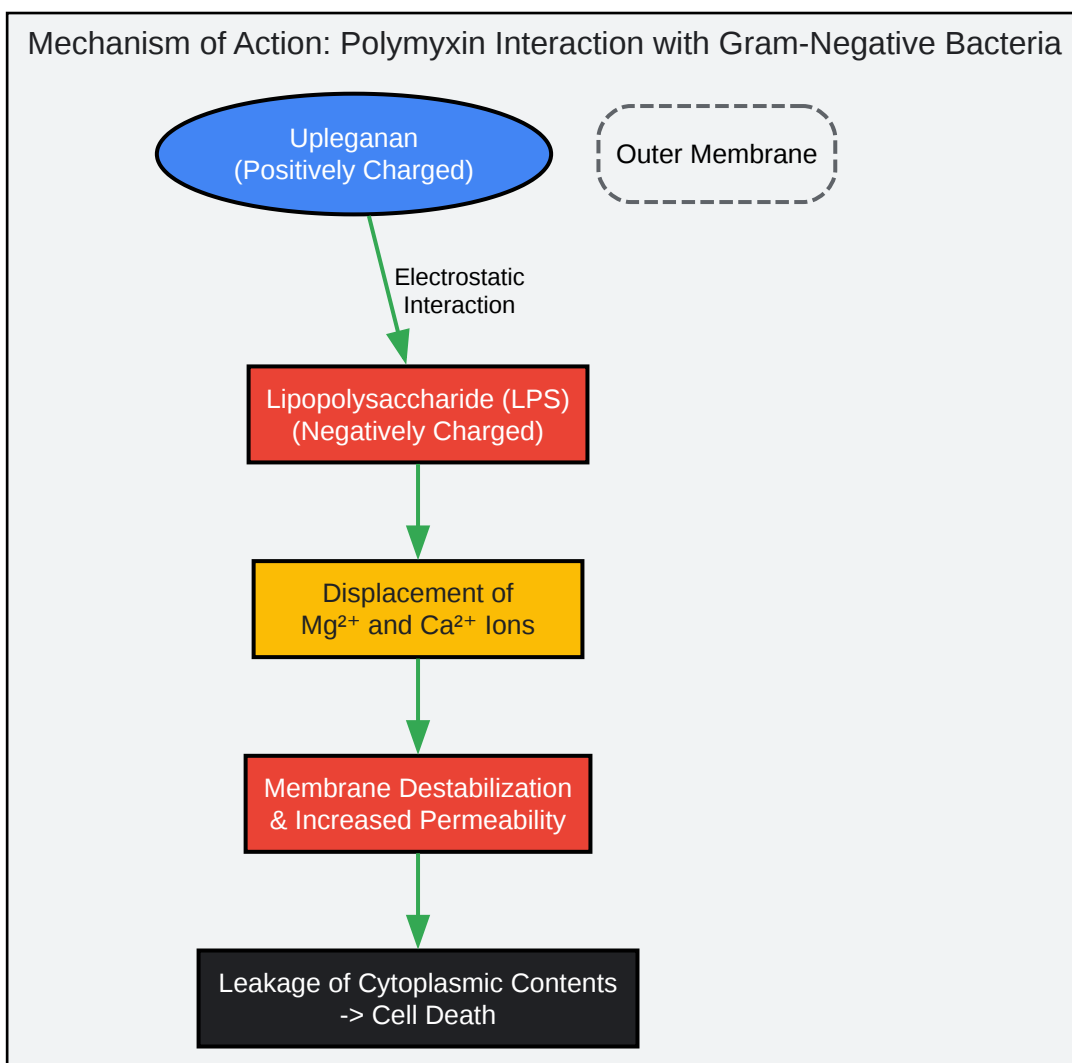 Mechanism of Action: Polymyxin Interaction with Gram-Negative Bacteria
Upleganan
(Positively Charged)
Outer Membrane
Electrostatic
Interaction
Lipopolysaccharide (LPS)
(Negatively Charged)
Displacement of
Mg²⁺ and Ca²⁺ Ions
Membrane Destabilization
& Increased Permeability
Leakage of Cytoplasmic Contents
-> Cell Death